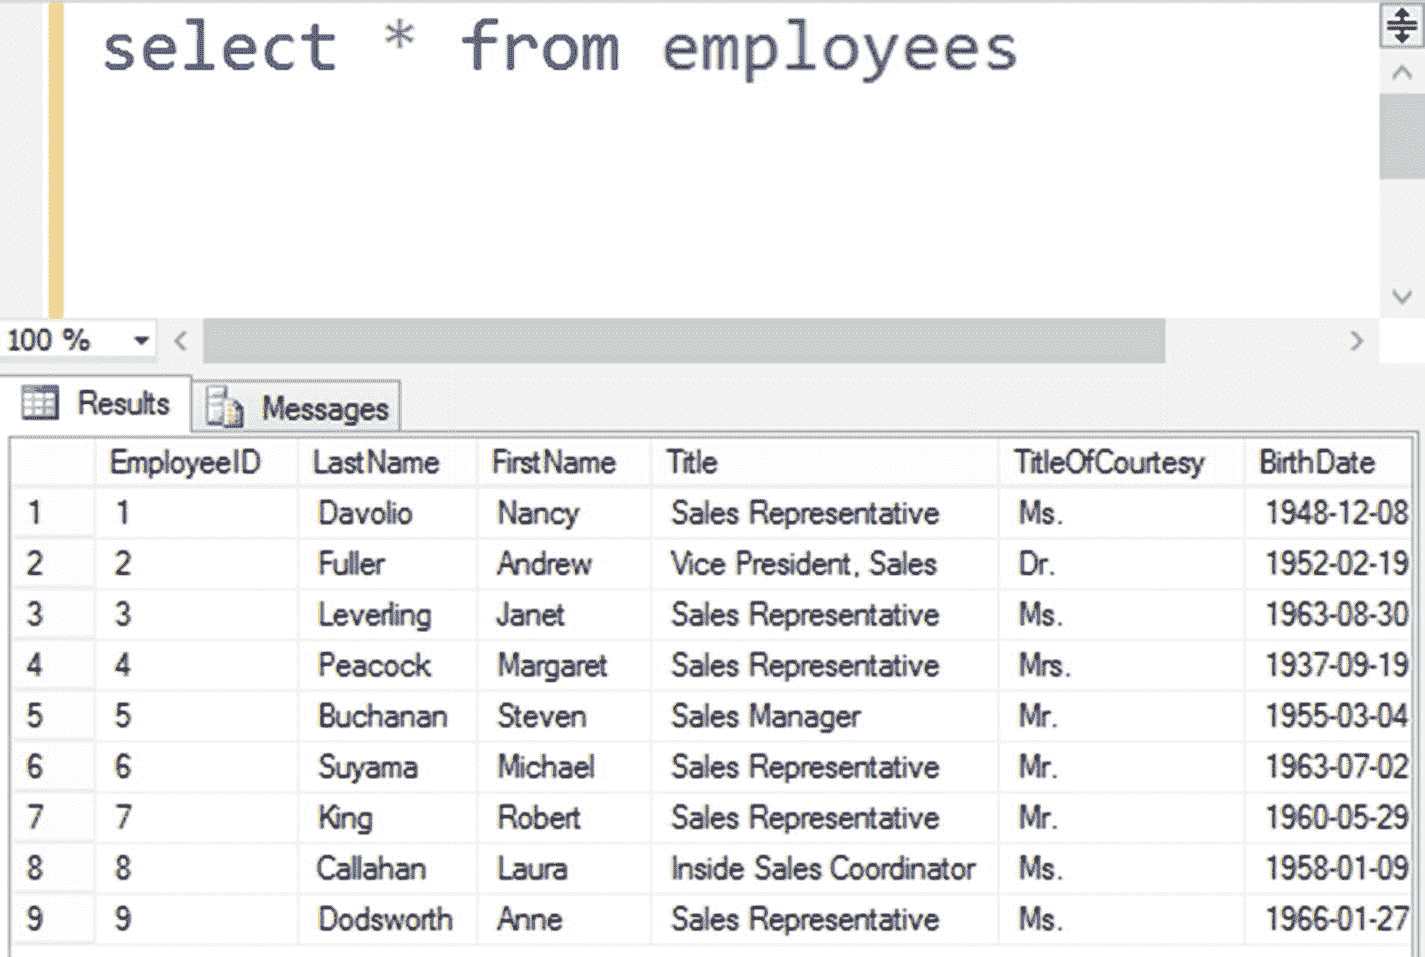 select * from employees
100 %
Results Messages
EmployeeID LastName FirstName Title TitleOfCourtesy BirthDate
1 1 Davolio Nancy Sales Representative Ms. 1948-12-08
2 2 Fuller Andrew Vice President, Sales Dr. 1952-02-19
3 3 Leverling Janet Sales Representative Ms. 1963-08-30
4 4 Peacock Margaret Sales Representative Mrs. 1937-09-19
5 5 Buchanan Steven Sales Manager Mr. 1955-03-04
6 6 Suyama Michael Sales Representative Mr. 1963-07-02
7 7 King Robert Sales Representative Mr. 1960-05-29
8 8 Callahan Laura Inside Sales Coordinator Ms. 1958-01-09
9 9 Dodsworth Anne Sales Representative Ms. 1966-01-27